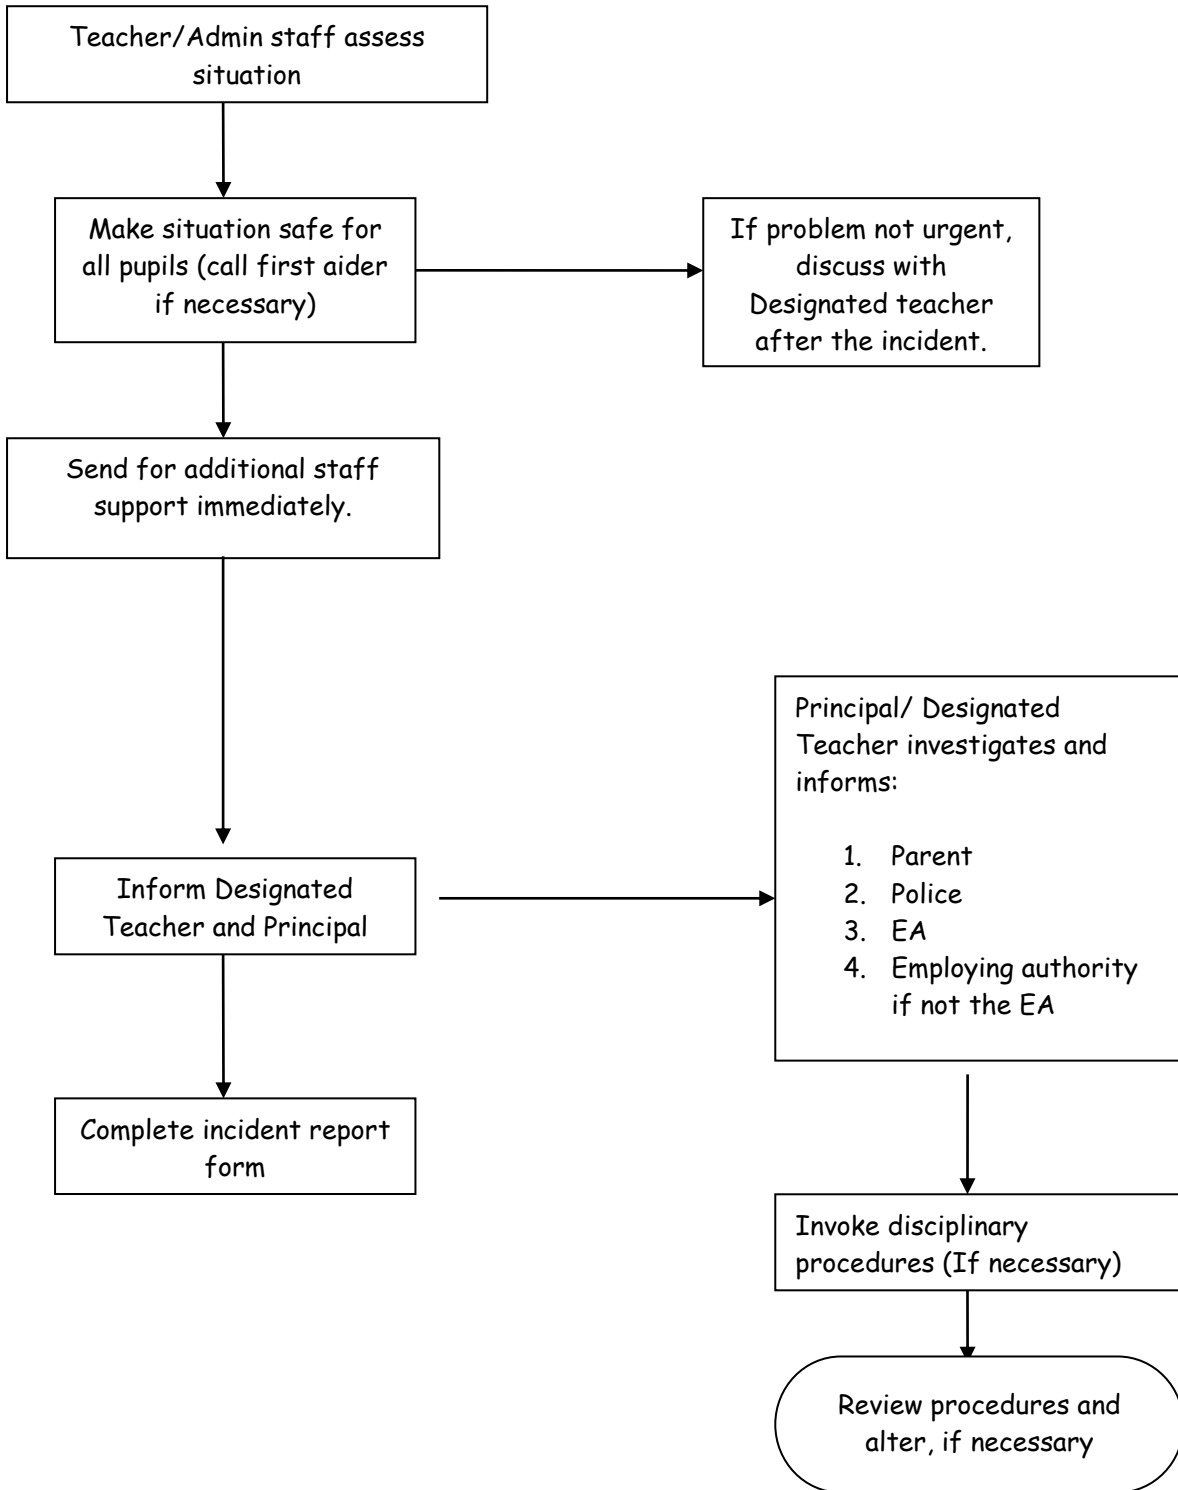 Teacher/Admin staff assess
situation
Make situation safe for
all pupils (call first aider
if necessary)
If problem not urgent,
discuss with
Designated teacher
after the incident.
Send for additional staff
support immediately.
Principal/ Designated
Teacher investigates and
informs:
1. Parent
2. Police
3. EA
4. Employing authority
if not the EA
Inform Designated
Teacher and Principal
Complete incident report
form
Invoke disciplinary
procedures (If necessary)
Review procedures and
alter, if necessary